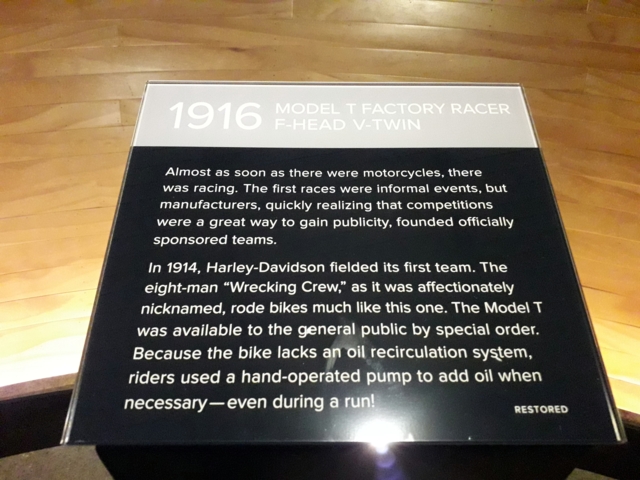 1916 MODEL T FACTORY RACER
F-HEAD V-TWIN
Almost as soon as there were motorcycles, there
was racing. The first races were informal events, but
manufacturers, quickly realizing that competitions
were a great way to gain publicity, founded officially
sponsored teams.
In 1914, Harley-Davidson fielded its first team. The
eight-man “Wrecking Crew,” as it was affectionately
nicknamed, rode bikes much like this one. The Model T
was available to the general public by special order.
Because the bike lacks an oil recirculation system,
riders used a hand-operated pump to add oil when
necessary—even during a run!
RESTORED